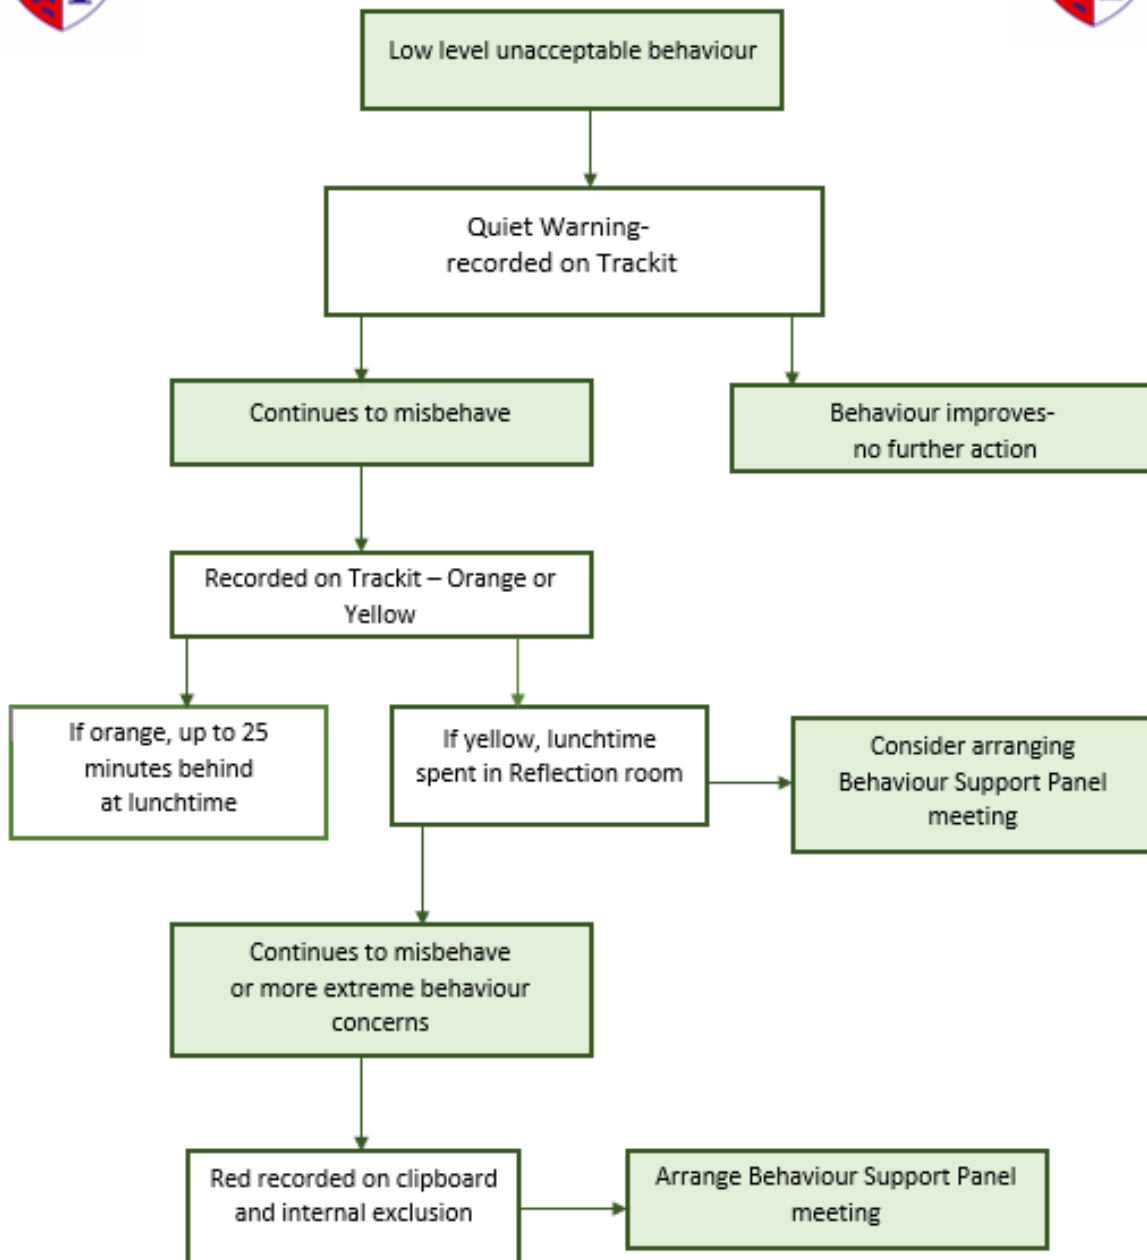 Low level unacceptable behaviour
Quiet Warning-
recorded on Trackit
Continues to misbehave
Behaviour improves-
no further action
Recorded on Trackit – Orange or
Yellow
If orange, up to 25
minutes behind
at lunchtime
If yellow, lunchtime
spent in Reflection room
Consider arranging
Behaviour Support Panel
meeting
Continues to misbehave
or more extreme behaviour
concerns
Red recorded on clipboard
and internal exclusion
Arrange Behaviour Support Panel
meeting